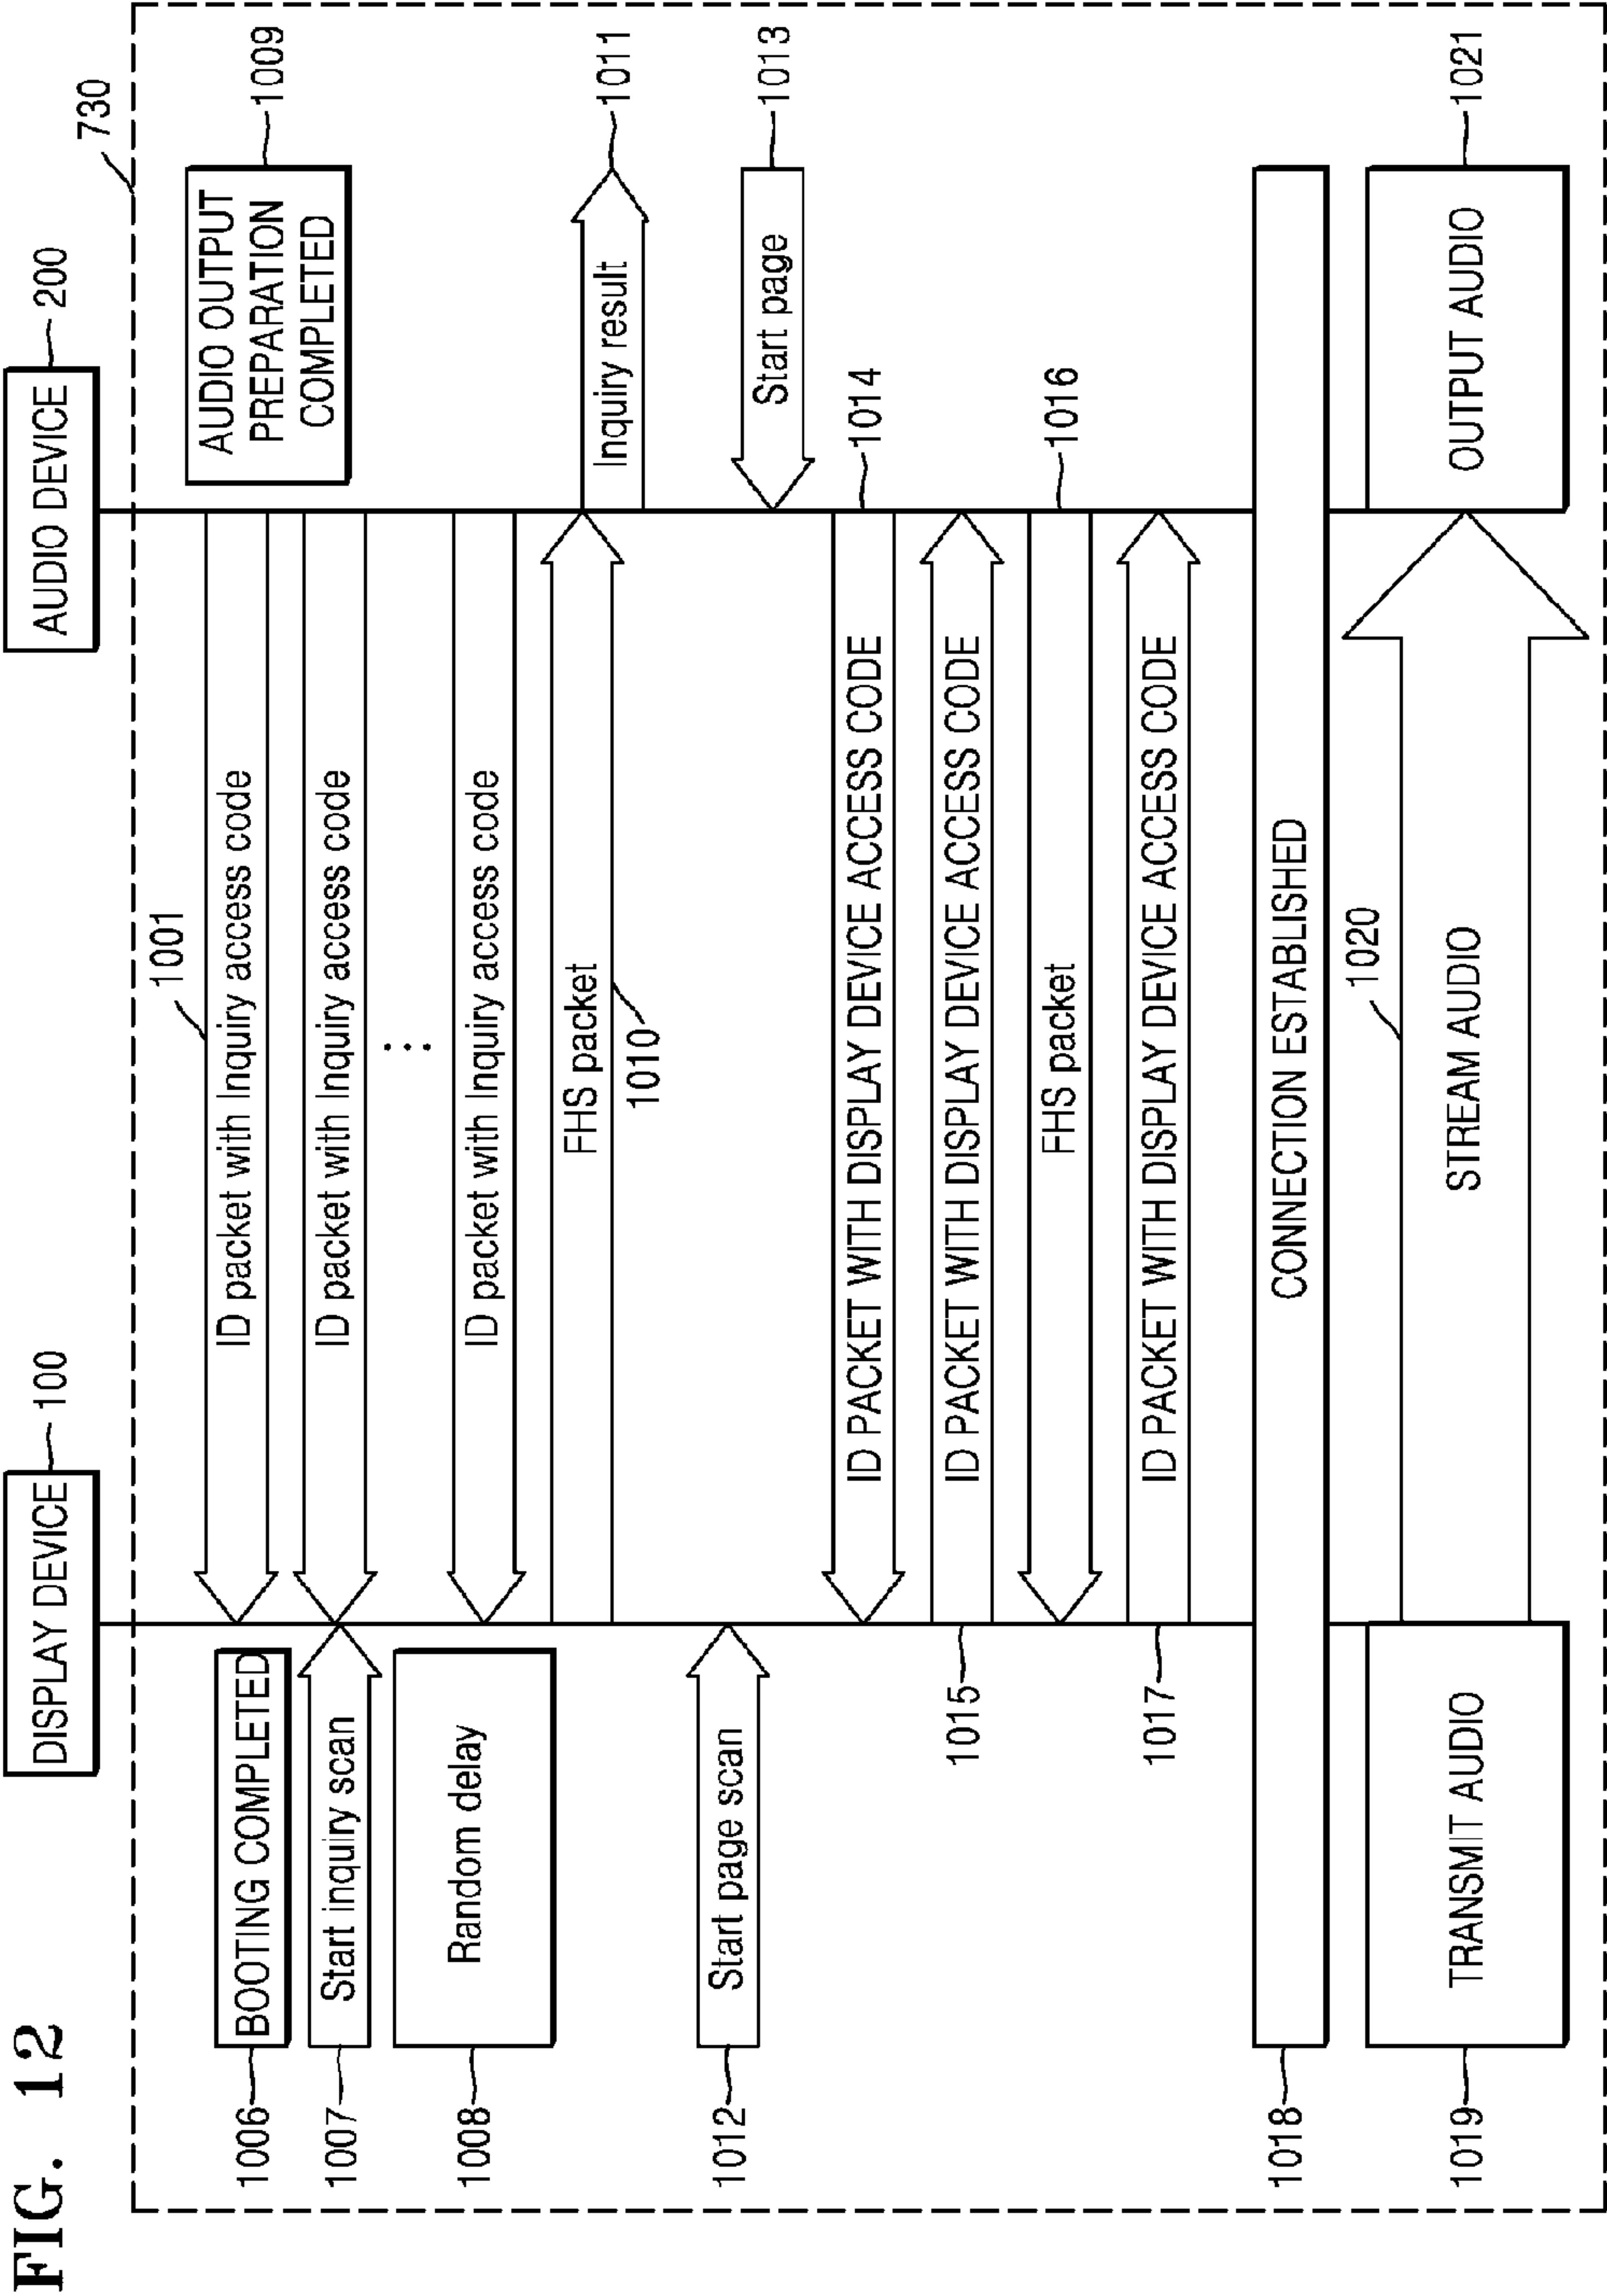 FIG. 12
DISPLAY DEVICE
100
AUDIO DEVICE
200
730
1001
ID packet with Inquiry access code
BOOTING COMPLETED
1006
AUDIO OUTPUT
PREPARATION
COMPLETED
1009
ID packet with Inquiry access code
Start inquiry scan
1007
⋮
Random delay
1008
ID packet with Inquiry access code
FHS packet
1010
Inquiry result
1011
Start page scan
1012
Start page
1013
ID PACKET WITH DISPLAY DEVICE ACCESS CODE
1014
ID PACKET WITH DISPLAY DEVICE ACCESS CODE
1015
FHS packet
1016
ID PACKET WITH DISPLAY DEVICE ACCESS CODE
1017
CONNECTION ESTABLISHED
1018
1020
TRANSMIT AUDIO
1019
STREAM AUDIO
OUTPUT AUDIO
1021